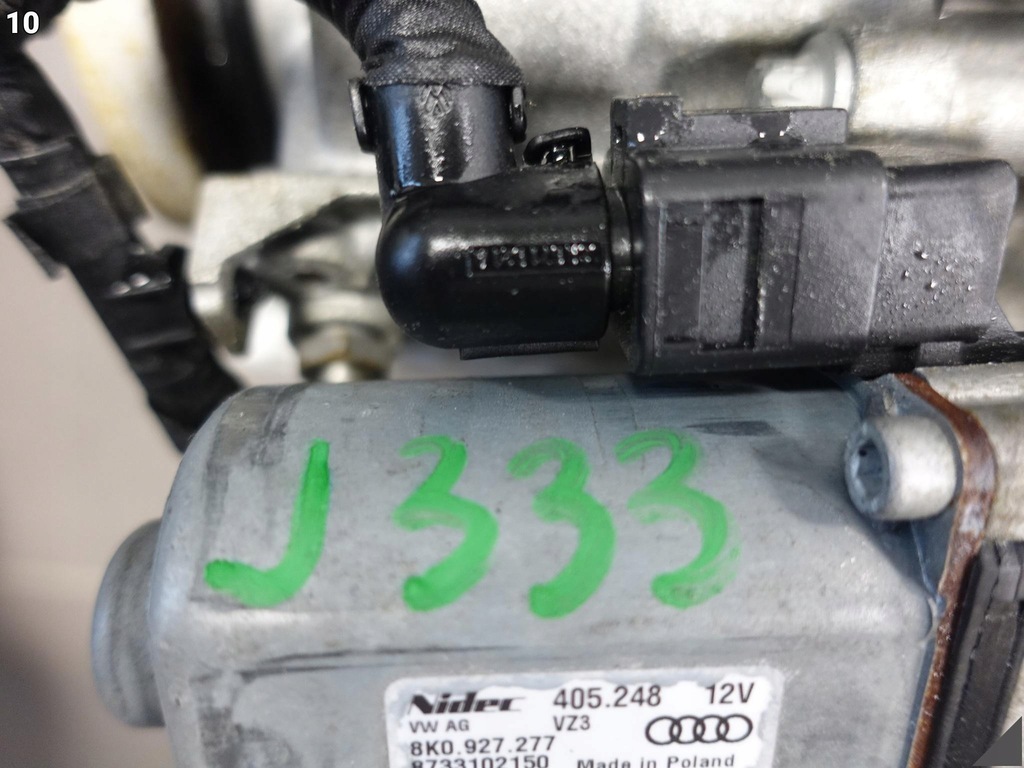 10
J333
Nidec 405.248 12V
VW AG VZ3
8K0.927.277
8733102150 Made in Poland